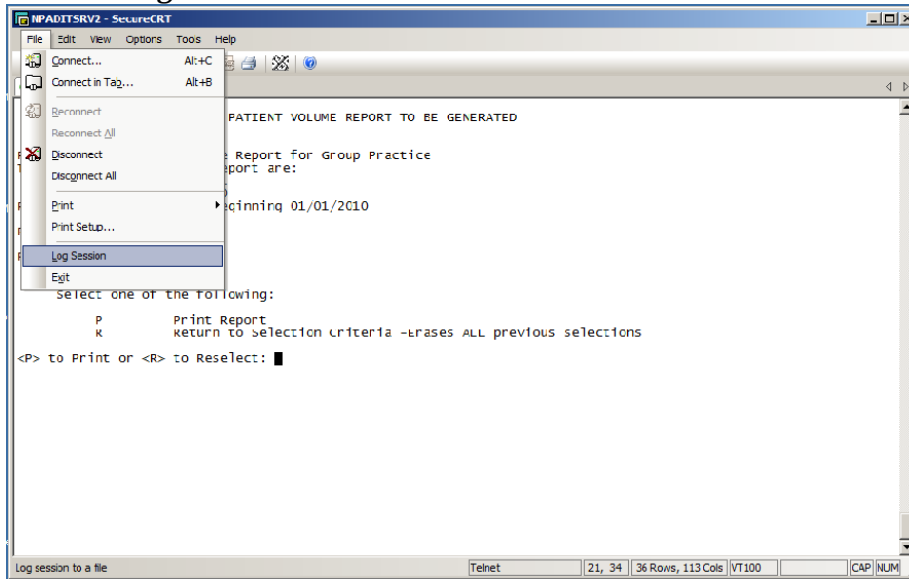 NPADITSRV2 - SecureCRT
File Edit View Options Tools Help
Connect... Alt+C
Connect in Tab... Alt+B
Reconnect
Reconnect All
Disconnect
Disconnect All
Print
Print Setup...
Log Session
Exit
PATIENT VOLUME REPORT TO BE GENERATED
Report for Group Practice
port are:
eginning 01/01/2010
Select one of the following:
P Print Report
R Return to Selection Criteria -Erases ALL previous selections
<P> to Print or <R> to Reselect:
Log session to a file Telnet 21, 34 36 Rows, 113 Cols VT100 CAP NUM